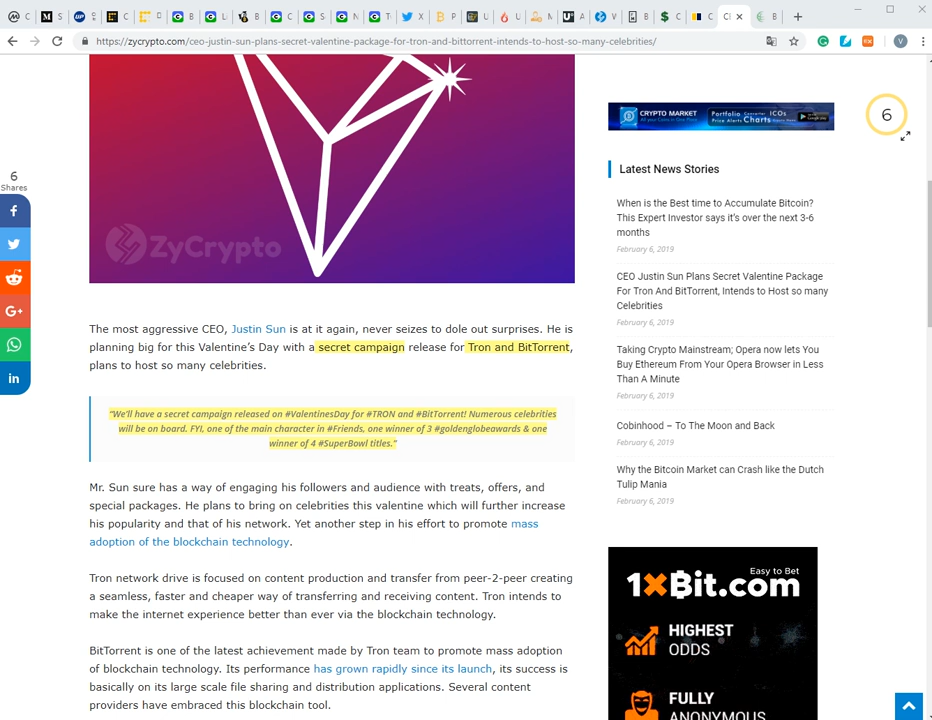 C
S
C
B
Li
B
C
S
N
T
X
P
U
U
M
A
V
B
C
C
CI
B
https://zycrypto.com/ceo-justin-sun-plans-secret-valentine-package-for-tron-and-bittorrent-intends-to-host-so-many-celebrities/
V
6
Shares
ZyCrypto
The most aggressive CEO, Justin Sun is at it again, never seizes to dole out surprises. He is
planning big for this Valentine's Day with a secret campaign release for Tron and BitTorrent,
plans to host so many celebrities.
"We'll have a secret campaign released on #ValentinesDay for #TRON and #BitTorrent! Numerous celebrities
will be on board. FYI, one of the main character in #Friends, one winner of 3 #goldenglobeawards & one
winner of 4 #SuperBowl titles."
Mr. Sun sure has a way of engaging his followers and audience with treats, offers, and
special packages. He plans to bring on celebrities this valentine which will further increase
his popularity and that of his network. Yet another step in his effort to promote mass
adoption of the blockchain technology.
Tron network drive is focused on content production and transfer from peer-2-peer creating
a seamless, faster and cheaper way of transferring and receiving content. Tron intends to
make the internet experience better than ever via the blockchain technology.
BitTorrent is one of the latest achievement made by Tron team to promote mass adoption
of blockchain technology. Its performance has grown rapidly since its launch, its success is
basically on its large scale file sharing and distribution applications. Several content
providers have embraced this blockchain tool.
CRYPTO MARKET
Portfolio
Converter
ICOs
Price Alerts
Charts
6
Latest News Stories
When is the Best time to Accumulate Bitcoin?
This Expert Investor says it's over the next 3-6
months
February 6, 2019
CEO Justin Sun Plans Secret Valentine Package
For Tron And BitTorrent, Intends to Host so many
Celebrities
February 6, 2019
Taking Crypto Mainstream; Opera now lets You
Buy Ethereum From Your Opera Browser in Less
Than A Minute
February 6, 2019
Cobinhood – To The Moon and Back
February 6, 2019
Why the Bitcoin Market can Crash like the Dutch
Tulip Mania
February 6, 2019
Easy to Bet
1XBit.com
HIGHEST
ODDS
FULLY
ANONYMOUS